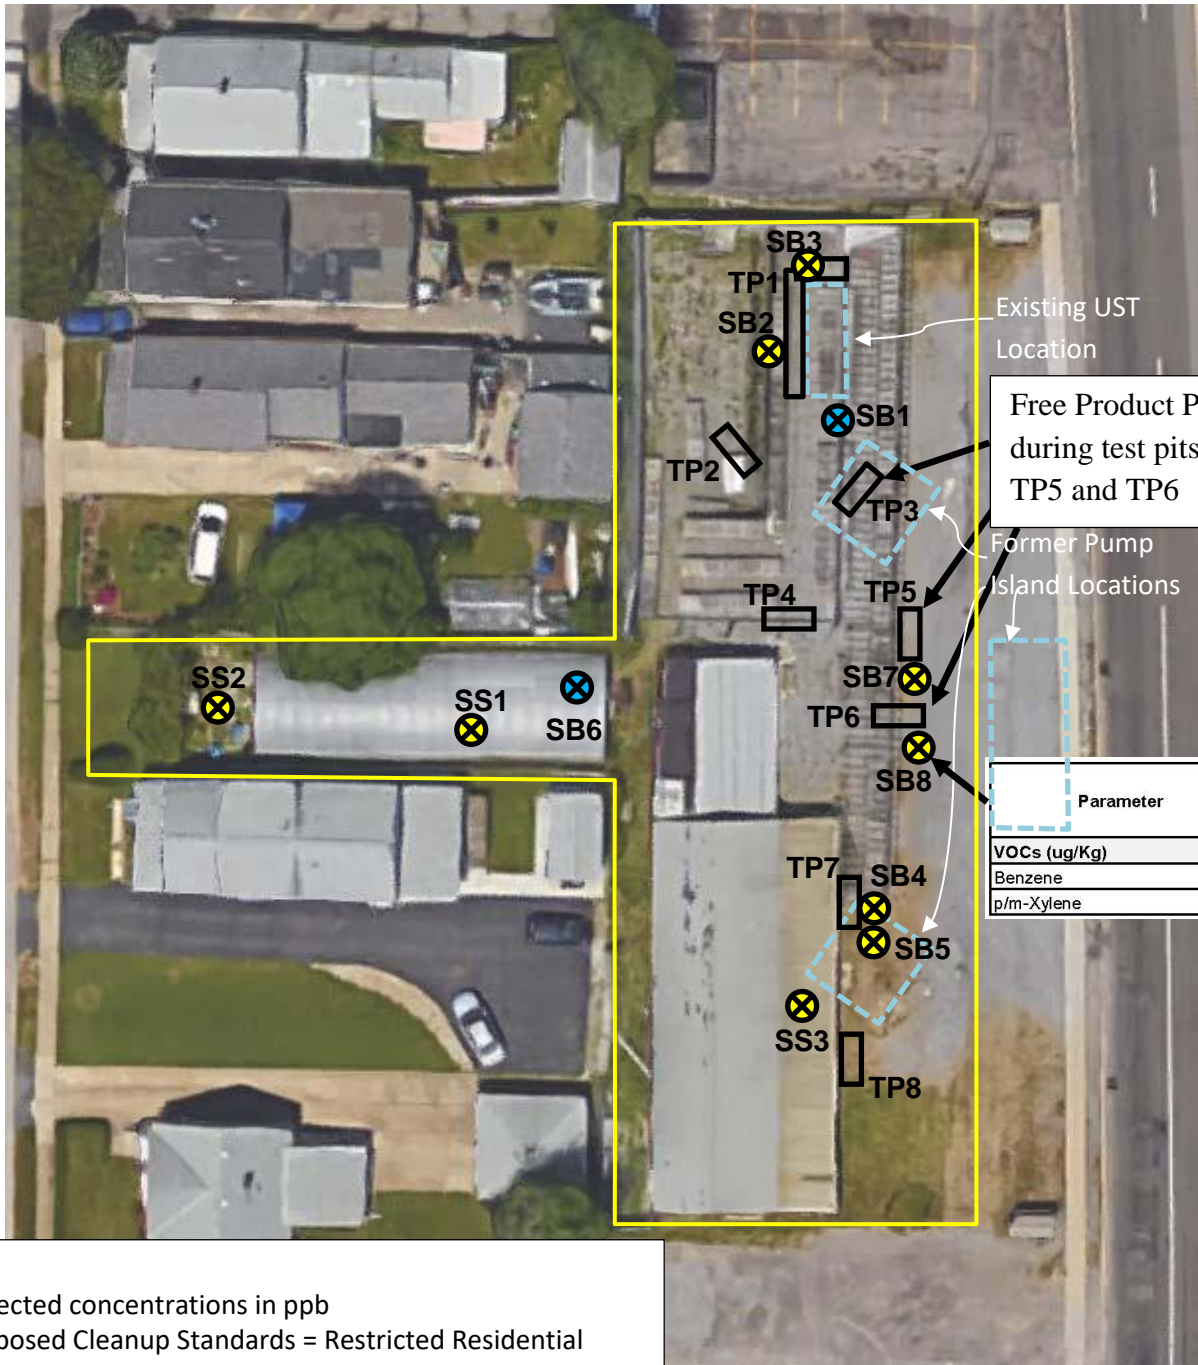 SB3
TP1
Existing UST
Location
SB2
Free Product P
during test pits
TP5 and TP6
SB1
TP2
TP3
Former Pump
Island Locations
TP4
TP5
SB7
SS2
SS1
SB6
TP6
SB8
Parameter
VOCs (ug/Kg)
Benzene
p/m-Xylene
TP7
SB4
SB5
SS3
TP8
ected concentrations in ppb
posed Cleanup Standards = Restricted Residential